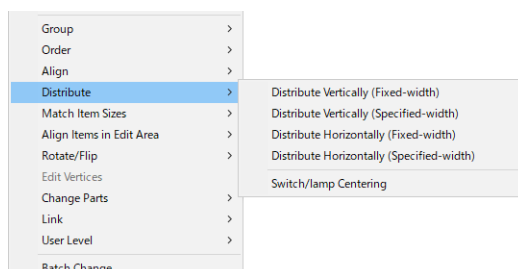 Group
Order
Align
Distribute
Match Item Sizes
Align Items in Edit Area
Rotate/Flip
Edit Vertices
Change Parts
Link
User Level
Batch Change
Distribute Vertically (Fixed-width)
Distribute Vertically (Specified-width)
Distribute Horizontally (Fixed-width)
Distribute Horizontally (Specified-width)
Switch/lamp Centering